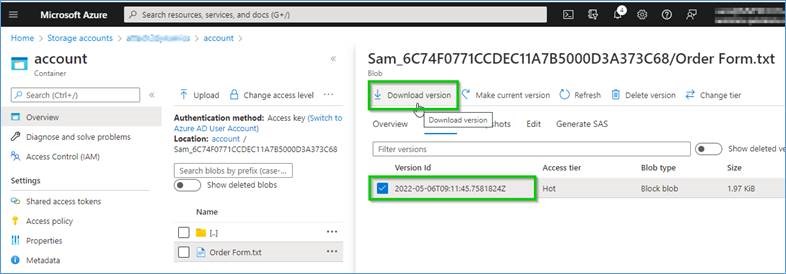 Microsoft Azure
Search resources, services, and docs (G+/)
4
Home > Storage accounts > > account >
account
Container
Search (Ctrl+/)
Overview
Diagnose and solve problems
Access Control (IAM)
Settings
Shared access tokens
Access policy
Properties
Metadata
Upload
Change access level
Authentication method: Access key (Switch to
Azure AD User Account)
Location: account /
Sam_6C74F0771CCDEC11A7B5000D3A373C68
Search blobs by prefix (case-...
Show deleted blobs
Name
[..]
Order Form.txt
Sam_6C74F0771CCDEC11A7B5000D3A373C68/Order Form.txt
Blob
Download version
Make current version
Refresh
Delete version
Change tier
Overview
Download version
pshots
Edit
Generate SAS
Filter versions
Show deleted ve
Version Id
Access tier
Blob type
Size
2022-05-06T09:11:45.7581824Z
Hot
Block blob
1.97 KiB